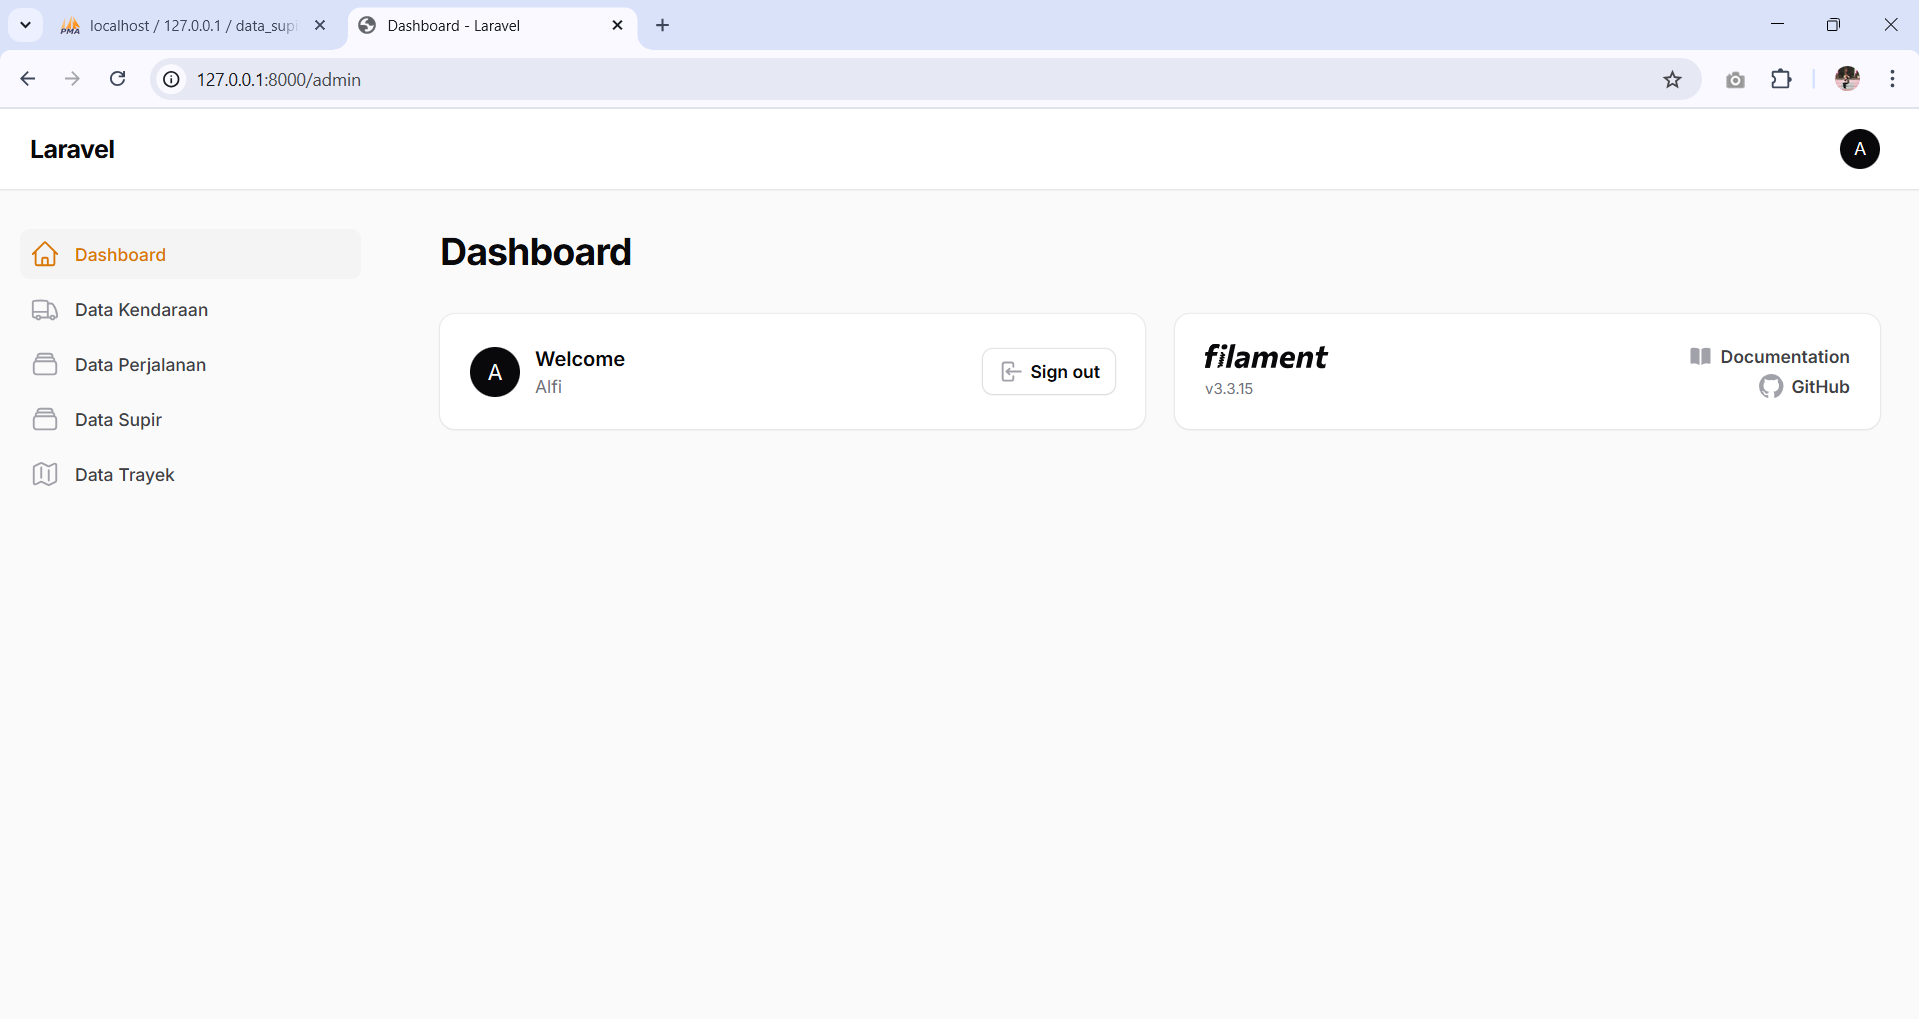 localhost / 127.0.0.1 / data_supi
Dashboard - Laravel
127.0.0.1:8000/admin
Laravel
A
Dashboard
Data Kendaraan
Data Perjalanan
Data Supir
Data Trayek
Dashboard
A
Welcome
Alfi
Sign out
filament
v3.3.15
Documentation
GitHub